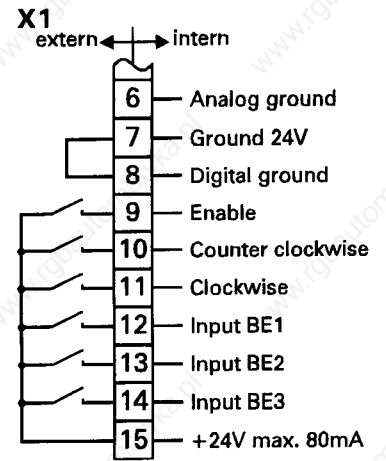 X1
extern intern
6 Analog ground
7 Ground 24V
8 Digital ground
9 Enable
10 Counter clockwise
11 Clockwise
12 Input BE1
13 Input BE2
14 Input BE3
15 +24V max. 80mA